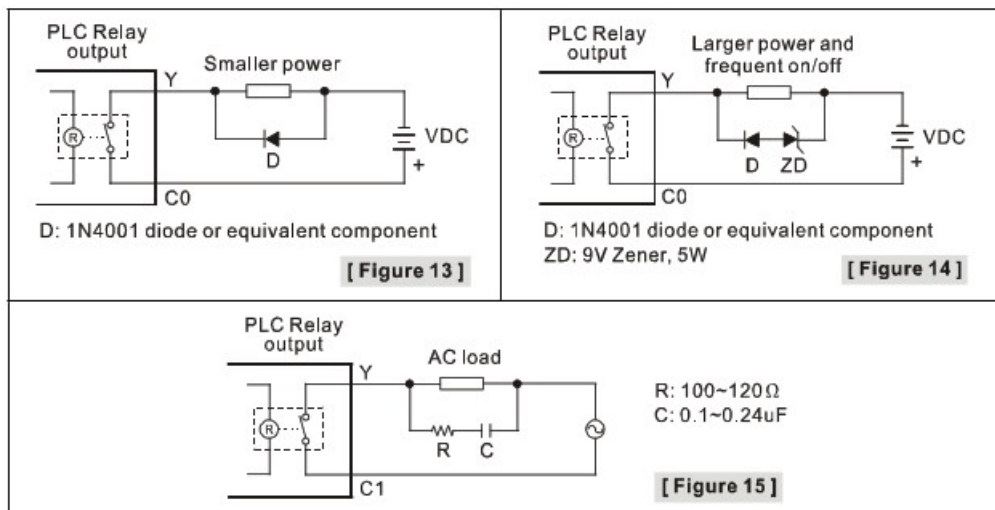 PLC Relay
output
Smaller power
Y
R
D
VDC
+
C0
D: 1N4001 diode or equivalent component
[ Figure 13 ]
PLC Relay
output
Larger power and
frequent on/off
Y
R
D ZD
VDC
+
C0
D: 1N4001 diode or equivalent component
ZD: 9V Zener, 5W
[ Figure 14 ]
PLC Relay
output
AC load
Y
R
R C
C1
R: 100~120Ω
C: 0.1~0.24uF
[ Figure 15 ]